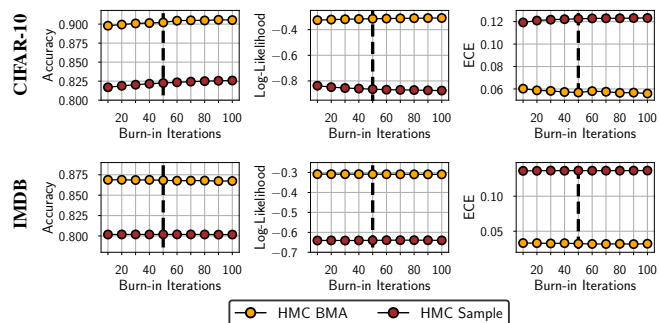 CIFAR-10
Accuracy
0.900
0.875
0.850
0.825
0.800
20 40 60 80 100
Burn-in Iterations
Log-Likelihood
−0.4
−0.6
−0.8
20 40 60 80 100
Burn-in Iterations
ECE
0.12
0.10
0.08
0.06
20 40 60 80 100
Burn-in Iterations
IMDB
Accuracy
0.875
0.850
0.825
0.800
20 40 60 80 100
Burn-in Iterations
Log-Likelihood
−0.3
−0.4
−0.5
−0.6
−0.7
20 40 60 80 100
Burn-in Iterations
ECE
0.10
0.05
20 40 60 80 100
Burn-in Iterations
HMC BMA HMC Sample